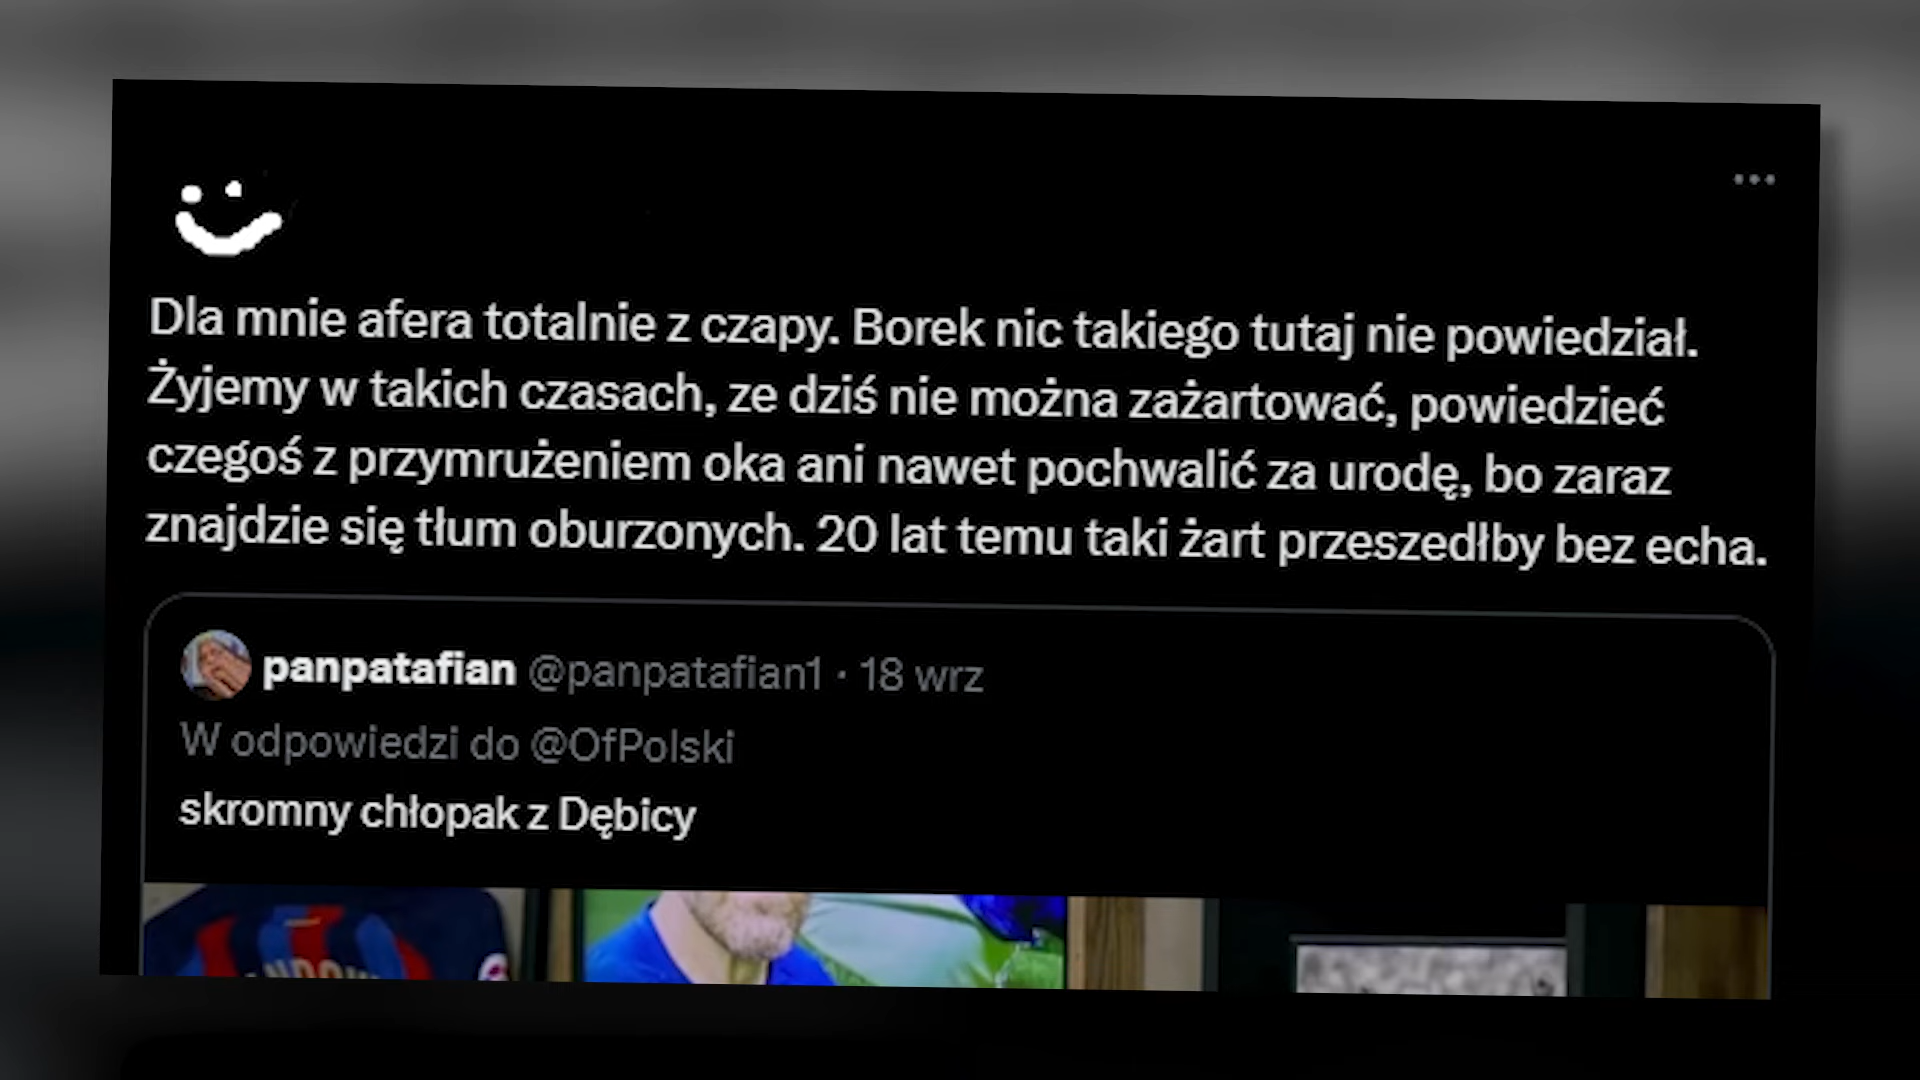 Dla mnie afera totalnie z czapy. Borek nic takiego tutaj nie powiedział.
Żyjemy w takich czasach, ze dziś nie można zażartować, powiedzieć
czegoś z przymrużeniem oka ani nawet pochwalić za urodę, bo zaraz
znajdzie się tłum oburzonych. 20 lat temu taki żart przeszedłby bez echa.
panpatafian @panpatafian1 · 18 wrz
W odpowiedzi do @OfPolski
skromny chłopak z Dębicy